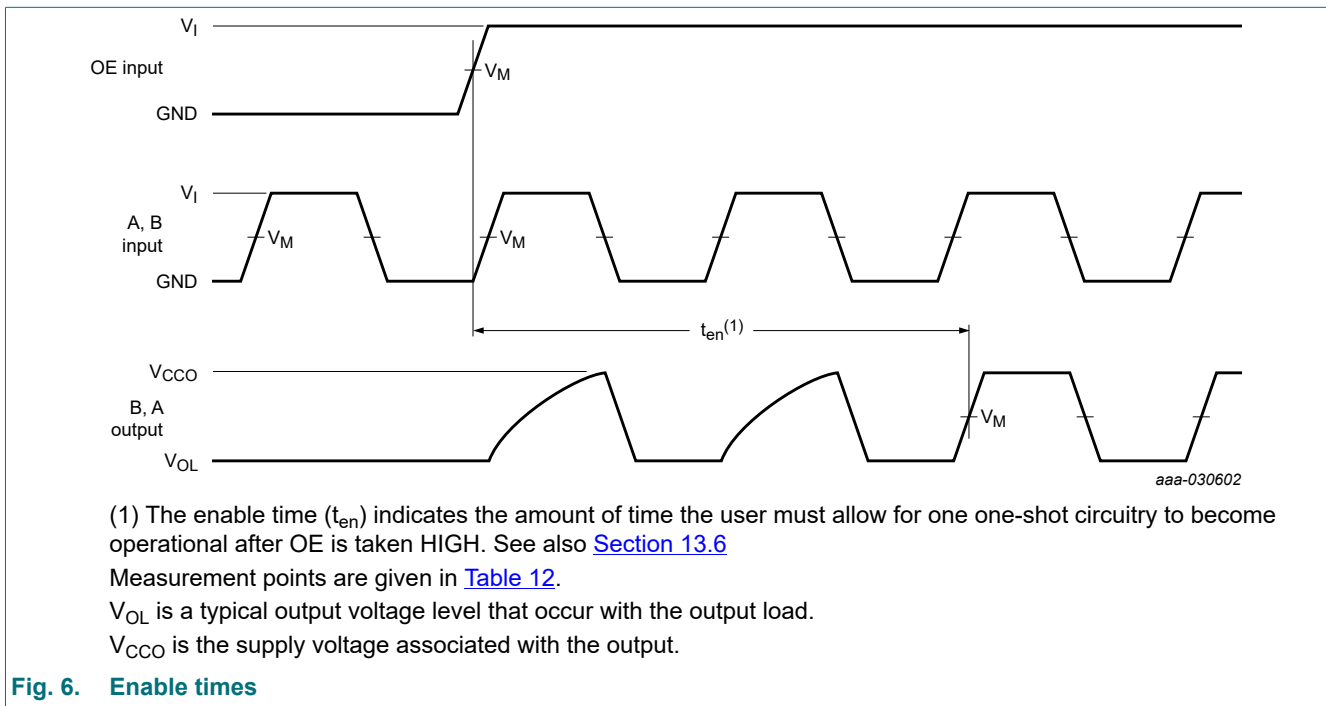 V_I
OE input
V_M
GND
V_I
A, B
input
V_M
V_M
GND
t_en(1)
V_CCO
B, A
output
V_M
V_OL
aaa-030602
(1) The enable time (t_en) indicates the amount of time the user must allow for one one-shot circuitry to become
operational after OE is taken HIGH. See also Section 13.6
Measurement points are given in Table 12.
V_OL is a typical output voltage level that occur with the output load.
V_CCO is the supply voltage associated with the output.
Fig. 6. Enable times